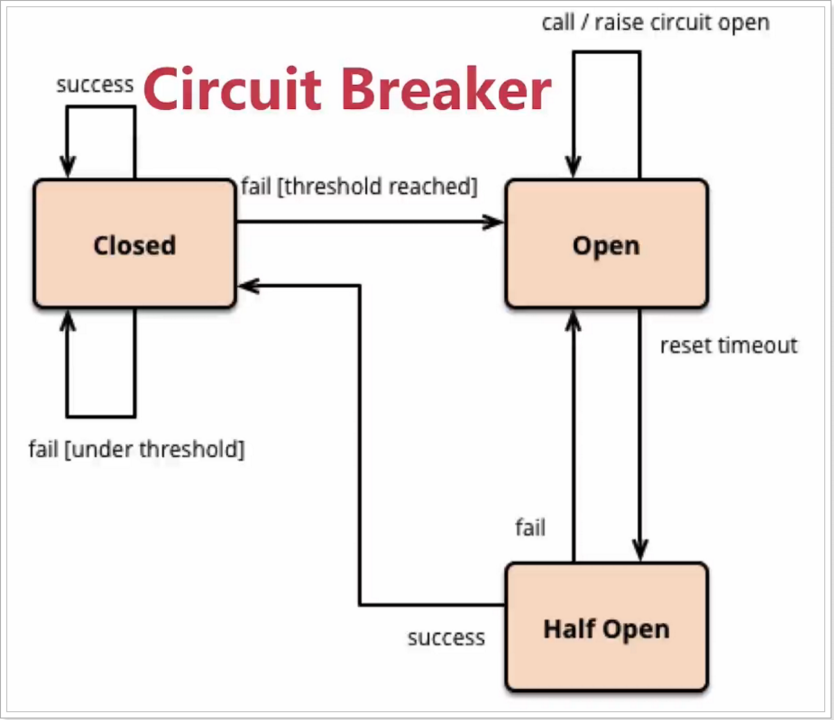 call / raise circuit open
success
Circuit Breaker
fail [threshold reached]
Closed
Open
reset timeout
fail [under threshold]
fail
Half Open
success